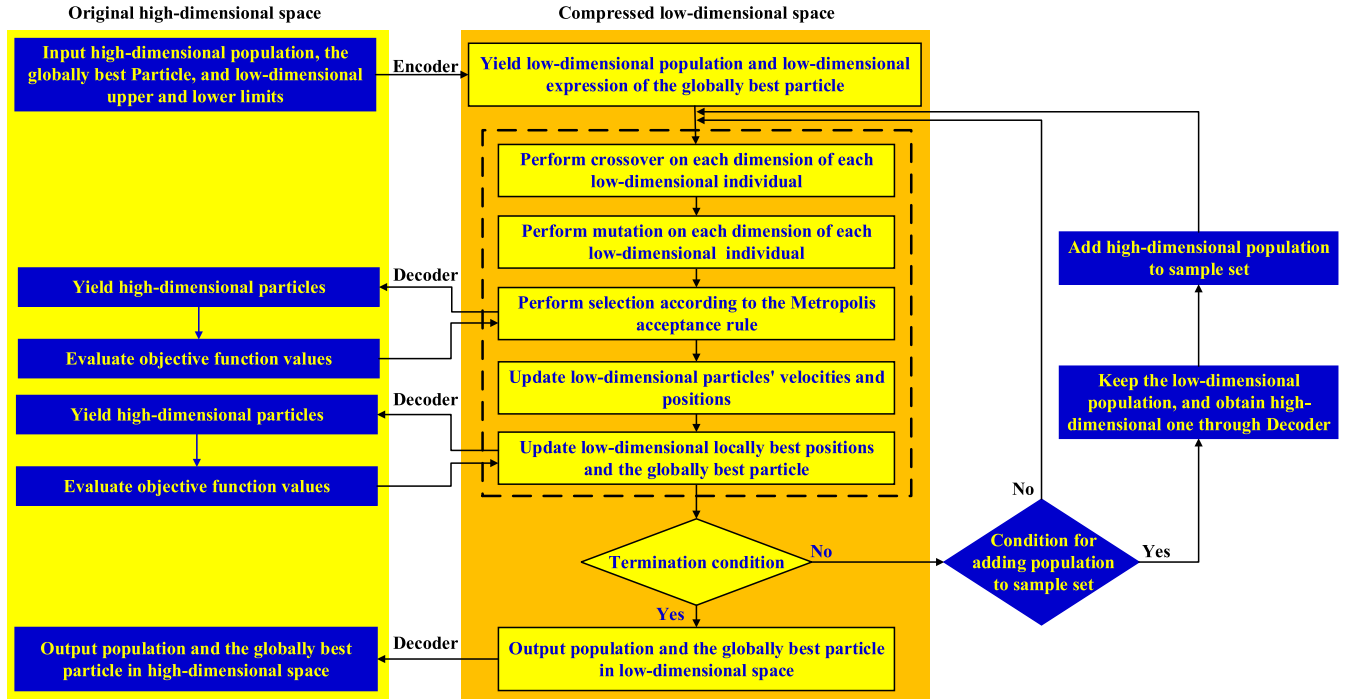 Original high-dimensional space
Compressed low-dimensional space
Input high-dimensional population, the
globally best Particle, and low-dimensional
upper and lower limits
Encoder
Yield low-dimensional population and low-dimensional
expression of the globally best particle
Perform crossover on each dimension of each
low-dimensional individual
Perform mutation on each dimension of each
low-dimensional individual
Decoder
Yield high-dimensional particles
Perform selection according to the Metropolis
acceptance rule
Evaluate objective function values
Update low-dimensional particles' velocities and
positions
Decoder
Yield high-dimensional particles
Update low-dimensional locally best positions
and the globally best particle
Evaluate objective function values
Add high-dimensional population
to sample set
Keep the low-dimensional
population, and obtain high-
dimensional one through Decoder
No
Termination condition
No
Condition for
adding population
to sample set
Yes
Yes
Output population and the globally best
particle in high-dimensional space
Decoder
Output population and the globally best particle
in low-dimensional space